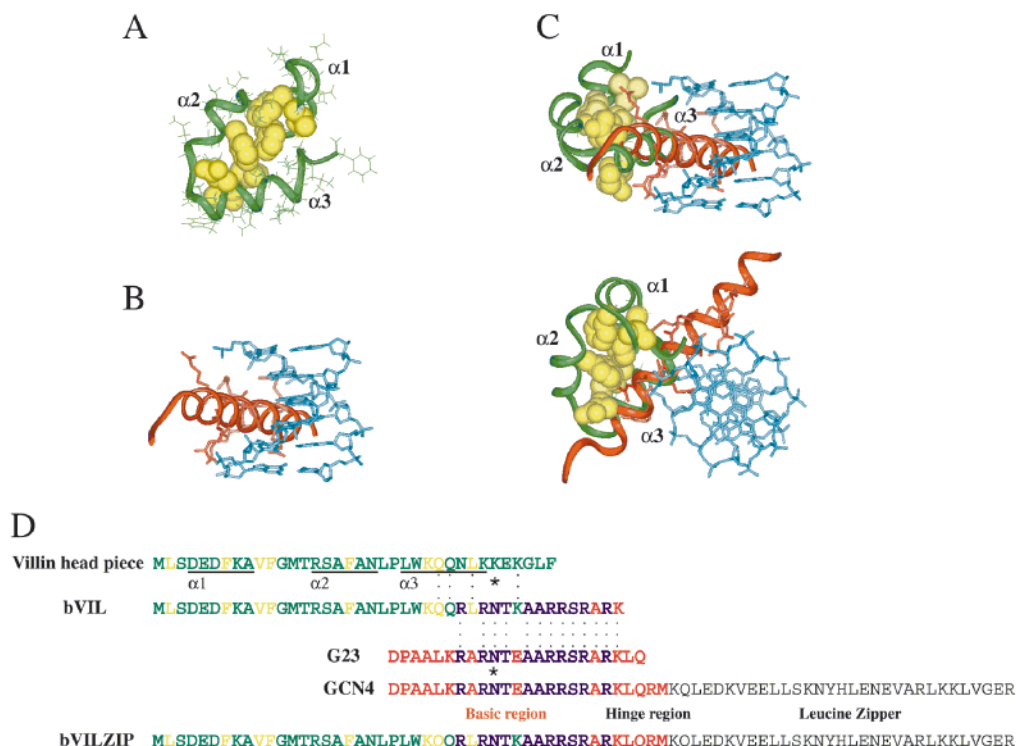 A
α1
α2
α3
B
C
α1
α3
α2
α1
α2
α3
D
Villin head piece MLSDEDFKAVFGMTRSAFANLPLWKQQNLKKEKGLF
α1 α2 α3 *
bVIL MLSDEDFKAVFGMTRSAFANLPLWKQQRLRNTKAARRSRARK
G23 DPAALKRARNTEAARRSRARKLQ
*
GCN4 DPAALKRARNTEAARRSRARKLQRMKQLEDKVEELLSKNYHLENEVARLKKLVGER
Basic region Hinge region Leucine Zipper
bVILZIP MLSDEDFKAVFGMTRSAFANLPLWKQQRLRNTKAARRSRARKLQRMKQLEDKVEELLSKNYHLENEVARLKKLVGER